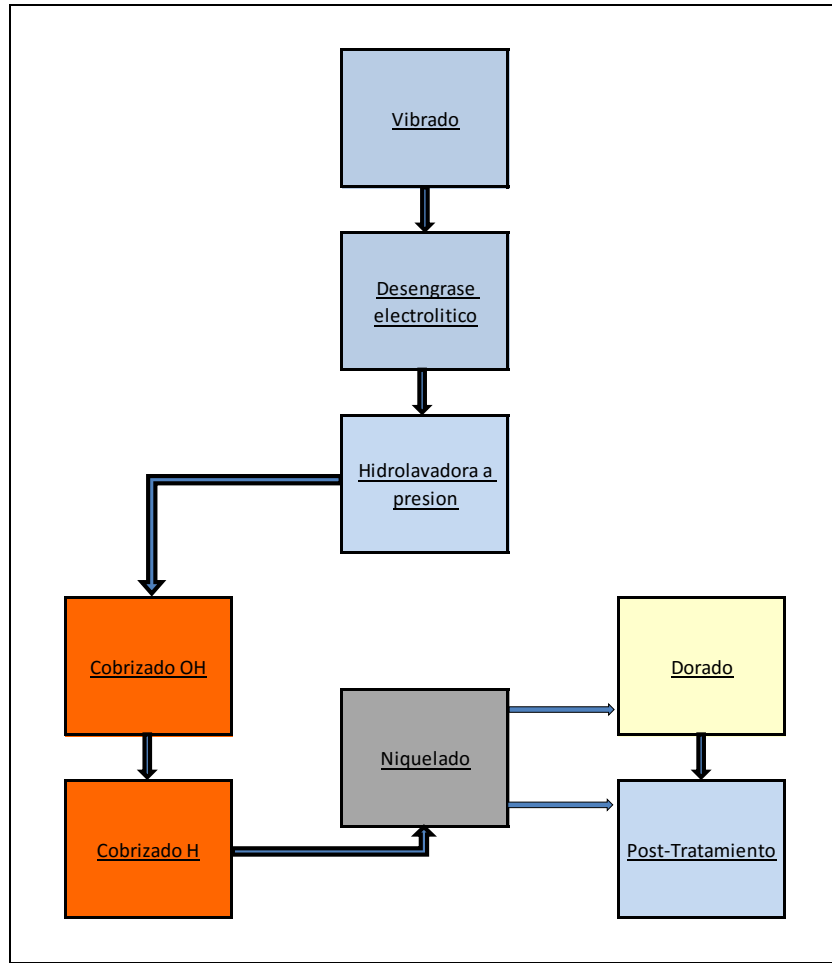 Vibrado
Desengrase
electrolitico
Hidrolavadora a
presion
Cobrizado OH
Dorado
Niquelado
Cobrizado H
Post-Tratamiento